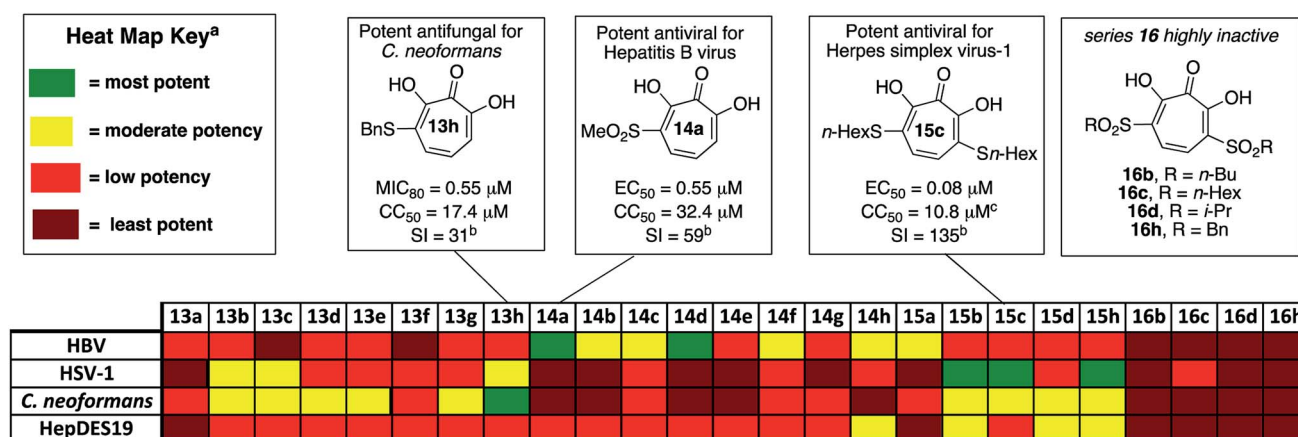 Heat Map Keyᵃ
= most potent
= moderate potency
= low potency
= least potent
Potent antifungal for
C. neoformans
O
HO
OH
BnS
13h
MIC₈₀ = 0.55 μM
CC₅₀ = 17.4 μM
SI = 31ᵇ
Potent antiviral for
Hepatitis B virus
O
HO
OH
MeO₂S
14a
EC₅₀ = 0.55 μM
CC₅₀ = 32.4 μM
SI = 59ᵇ
Potent antiviral for
Herpes simplex virus-1
O
HO
OH
n-HexS
15c
Sn-Hex
EC₅₀ = 0.08 μM
CC₅₀ = 10.8 μMᶜ
SI = 135ᵇ
series 16 highly inactive
O
HO
OH
RO₂S
SO₂R
16b, R = n-Bu
16c, R = n-Hex
16d, R = i-Pr
16h, R = Bn
13a 13b 13c 13d 13e 13f 13g 13h 14a 14b 14c 14d 14e 14f 14g 14h 15a 15b 15c 15d 15h 16b 16c 16d 16h
HBV
HSV-1
C. neoformans
HepDES19